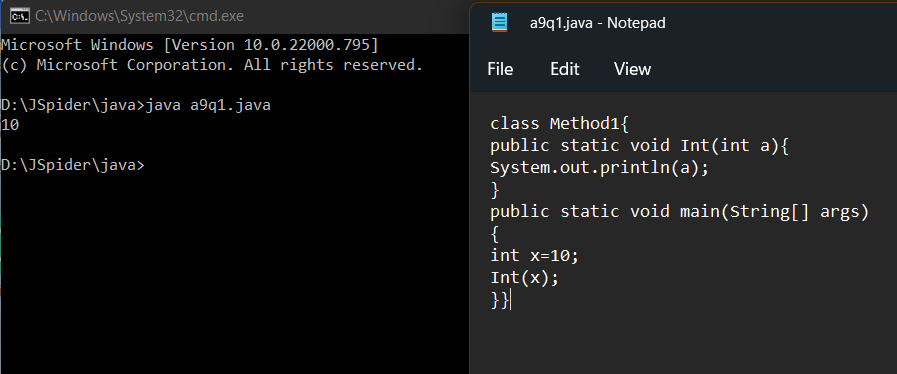 C:\Windows\System32\cmd.exe
Microsoft Windows [Version 10.0.22000.795]
(c) Microsoft Corporation. All rights reserved.
D:\JSpider\java>java a9q1.java
10
D:\JSpider\java>
a9q1.java - Notepad
File Edit View
class Method1{
public static void Int(int a){
System.out.println(a);
}
public static void main(String[] args)
{
int x=10;
Int(x);
}}